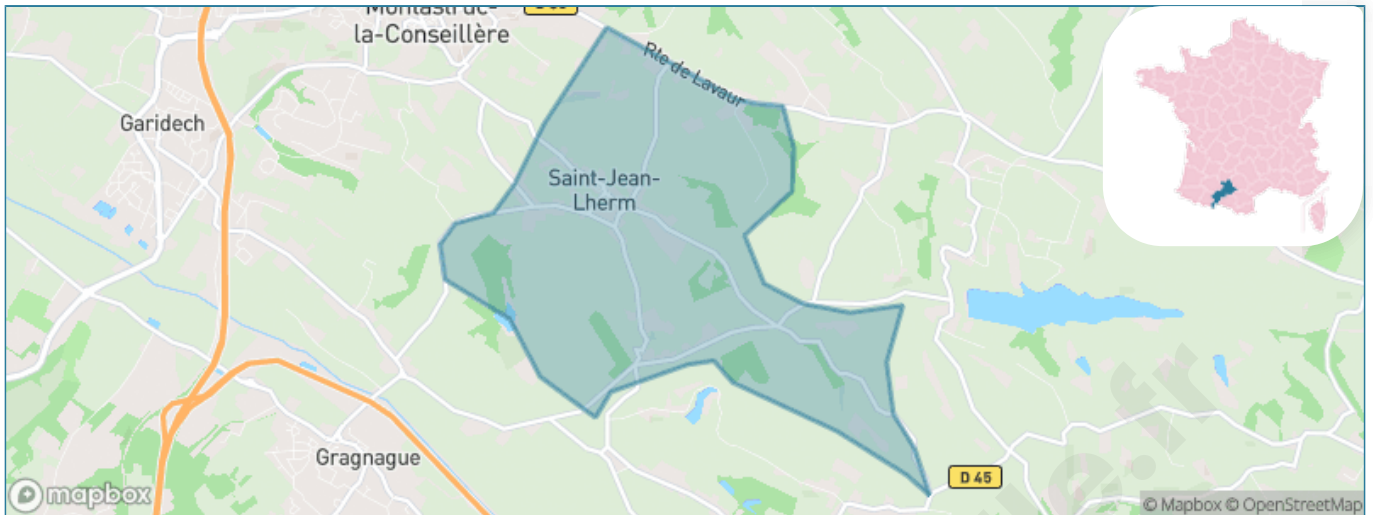 la-Conseillère
Rte de Lavaur
Garidech
Saint-Jean-
Lherm
Gragnague
D 45
mapbox
© Mapbox © OpenStreetMap